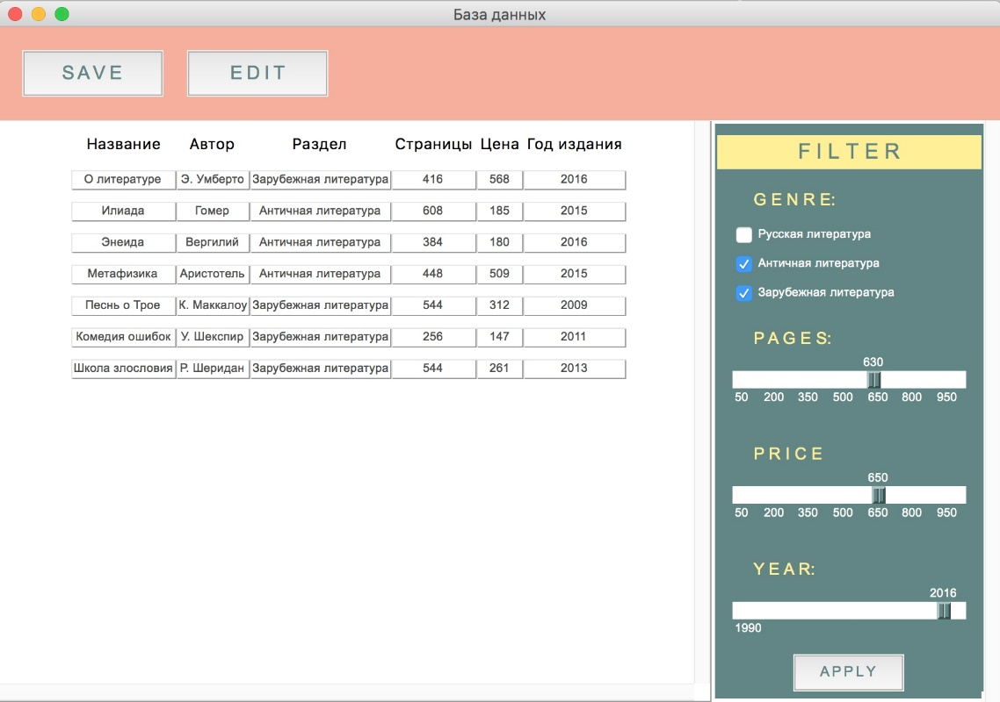 База данных
SAVE EDIT
Название Автор Раздел Страницы Цена Год издания
О литературе Э. Умберто Зарубежная литература 416 568 2016
Илиада Гомер Античная литература 608 185 2015
Энеида Вергилий Античная литература 384 180 2016
Метафизика Аристотель Античная литература 448 509 2015
Песнь о Трое К. Маккалоу Зарубежная литература 544 312 2009
Комедия ошибок У. Шекспир Зарубежная литература 256 147 2011
Школа злословия Р. Шеридан Зарубежная литература 544 261 2013
FILTER
GENRE:
Русская литература
Античная литература
Зарубежная литература
PAGES:
630
50 200 350 500 650 800 950
PRICE
650
50 200 350 500 650 800 950
YEAR:
2016
1990
APPLY